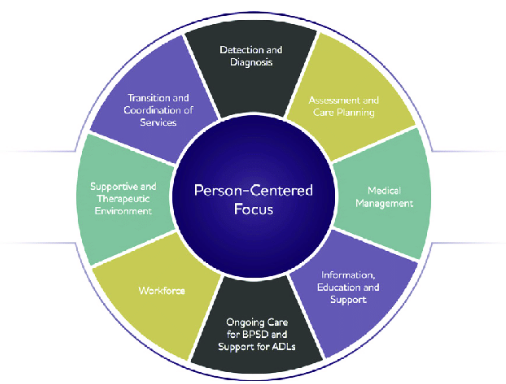 Detection and
Diagnosis
Assessment and
Care Planning
Medical
Management
Information,
Education and
Support
Ongoing Care
for BPSD and
Support for ADLs
Workforce
Supportive and
Therapeutic
Environment
Transition and
Coordination of
Services
Person-Centered
Focus